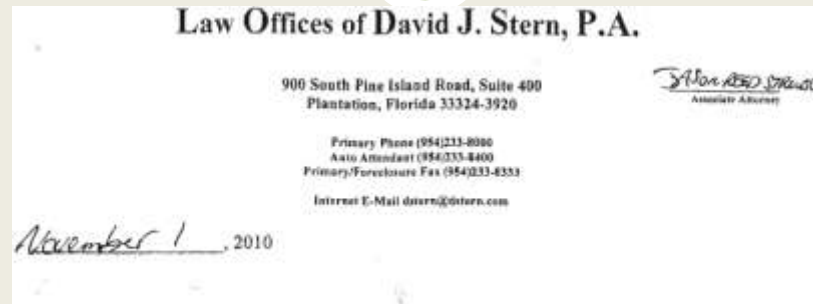 Law Offices of David J. Stern, P.A.
900 South Pine Island Road, Suite 400
Plantation, Florida 33324-3920
Associate Attorney
Primary Phone (954)233-8000
Auto Attendant (954)233-8400
Primary/Foreclosure Fax (954)233-8333
Internet E-Mail dstern@dstern.com
November 1, 2010